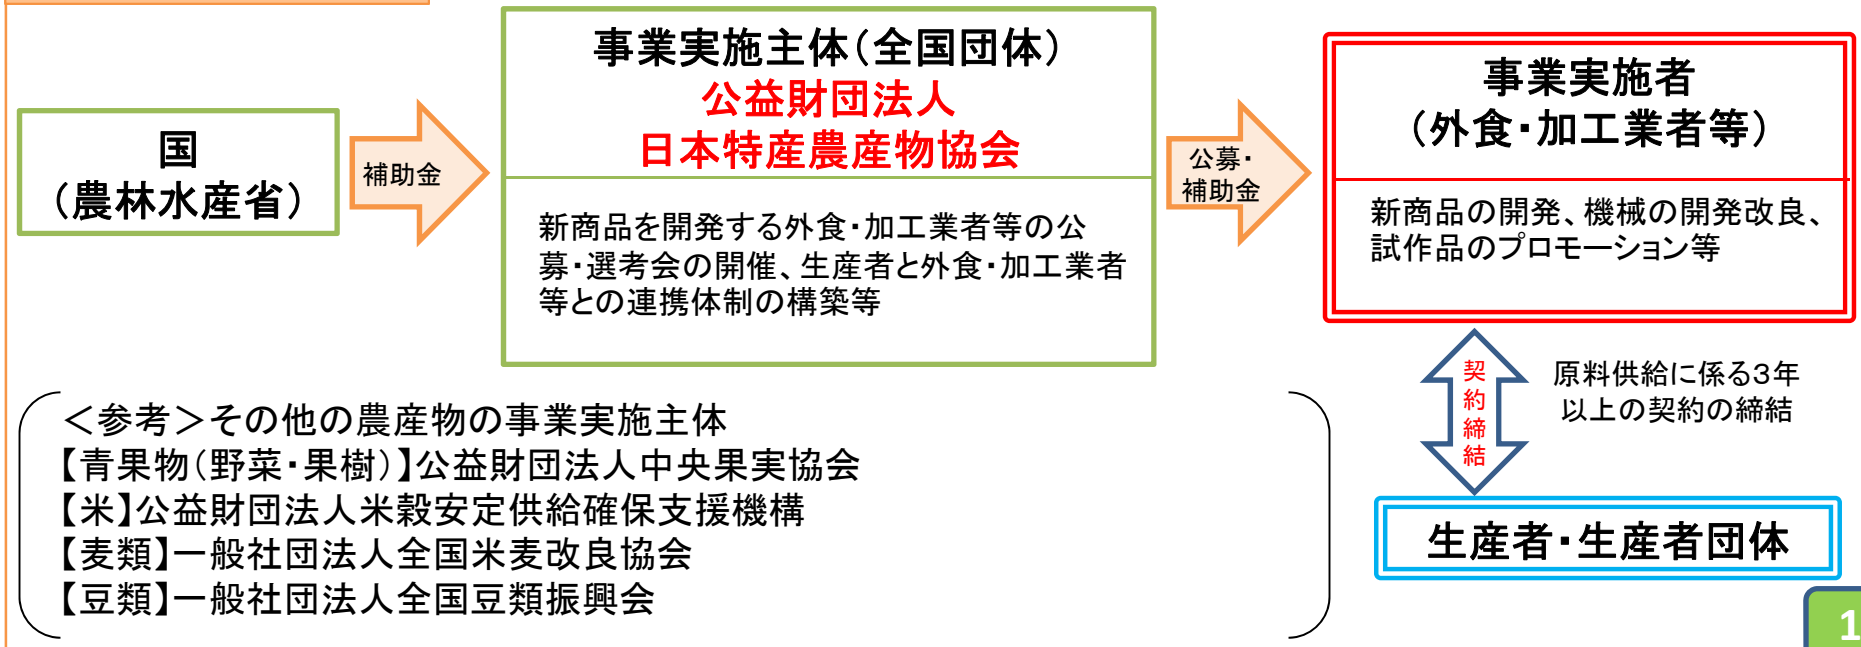 国
（農林水産省）
補助金
事業実施主体（全国団体）
公益財団法人
日本特産農産物協会
新商品を開発する外食・加工業者等の公
募・選考会の開催、生産者と外食・加工業者
等との連携体制の構築等
公募・
補助金
事業実施者
（外食・加工業者等）
新商品の開発、機械の開発改良、
試作品のプロモーション等
契約締結
原料供給に係る３年
以上の契約の締結
生産者・生産者団体
＜参考＞その他の農産物の事業実施主体
【青果物（野菜・果樹）】公益財団法人中央果実協会
【米】公益財団法人米穀安定供給確保支援機構
【麦類】一般社団法人全国米麦改良協会
【豆類】一般社団法人全国豆類振興会
1